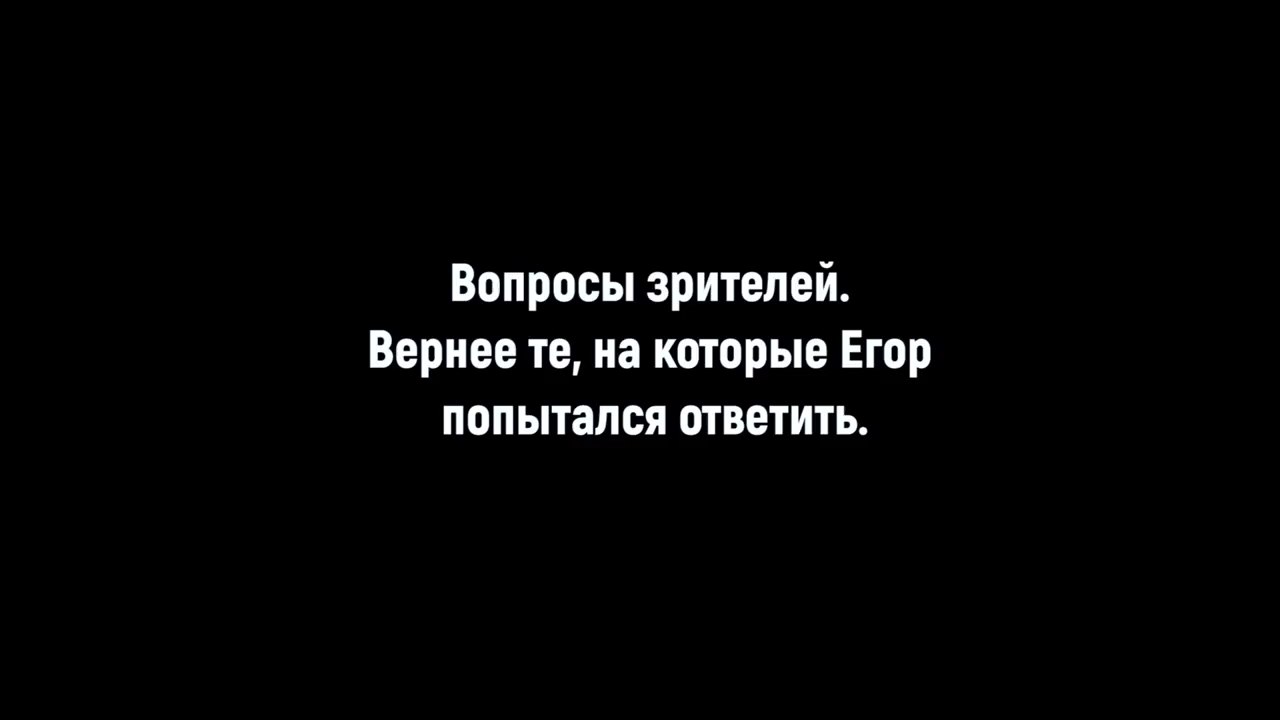 Вопросы зрителей.
Вернее те, на которые Егор
попытался ответить.